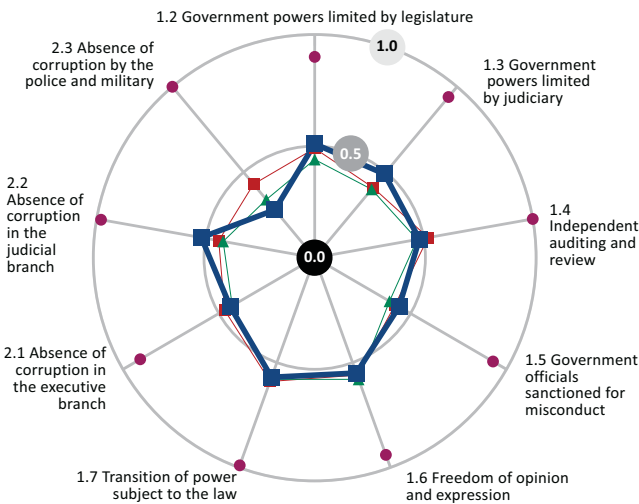 1.2 Government powers limited by legislature
1.0
1.3 Government
powers limited
by judiciary
0.5
1.4
Independent
auditing and
review
0.0
1.5 Government
officials
sanctioned for
misconduct
1.6 Freedom of opinion
and expression
1.7 Transition of power
subject to the law
2.1 Absence of
corruption in
the executive
branch
2.2
Absence of
corruption
in the
judicial
branch
2.3 Absence of
corruption by the
police and military